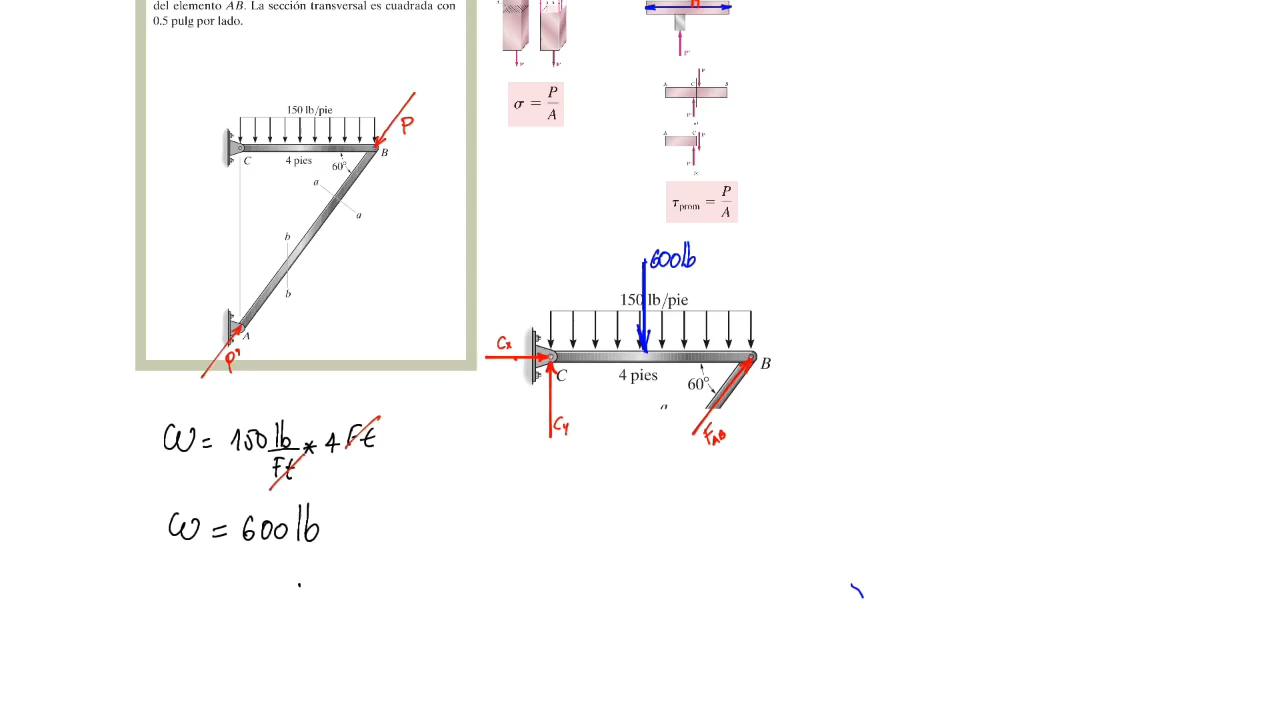 del elemento AB. La sección transversal es cuadrada con
0.5 pulg por lado.
150 lb/pie
P
C
4 pies
60°
B
a
a
b
b
A
P'
σ = P/A
P
A
C
B
P
A
C
P
P
τprom = P/A
600lb
150 lb/pie
Cx
C
4 pies
60°
B
a
Cy
FAB
ω = 150 lb/Ft * 4 Ft
ω = 600 lb